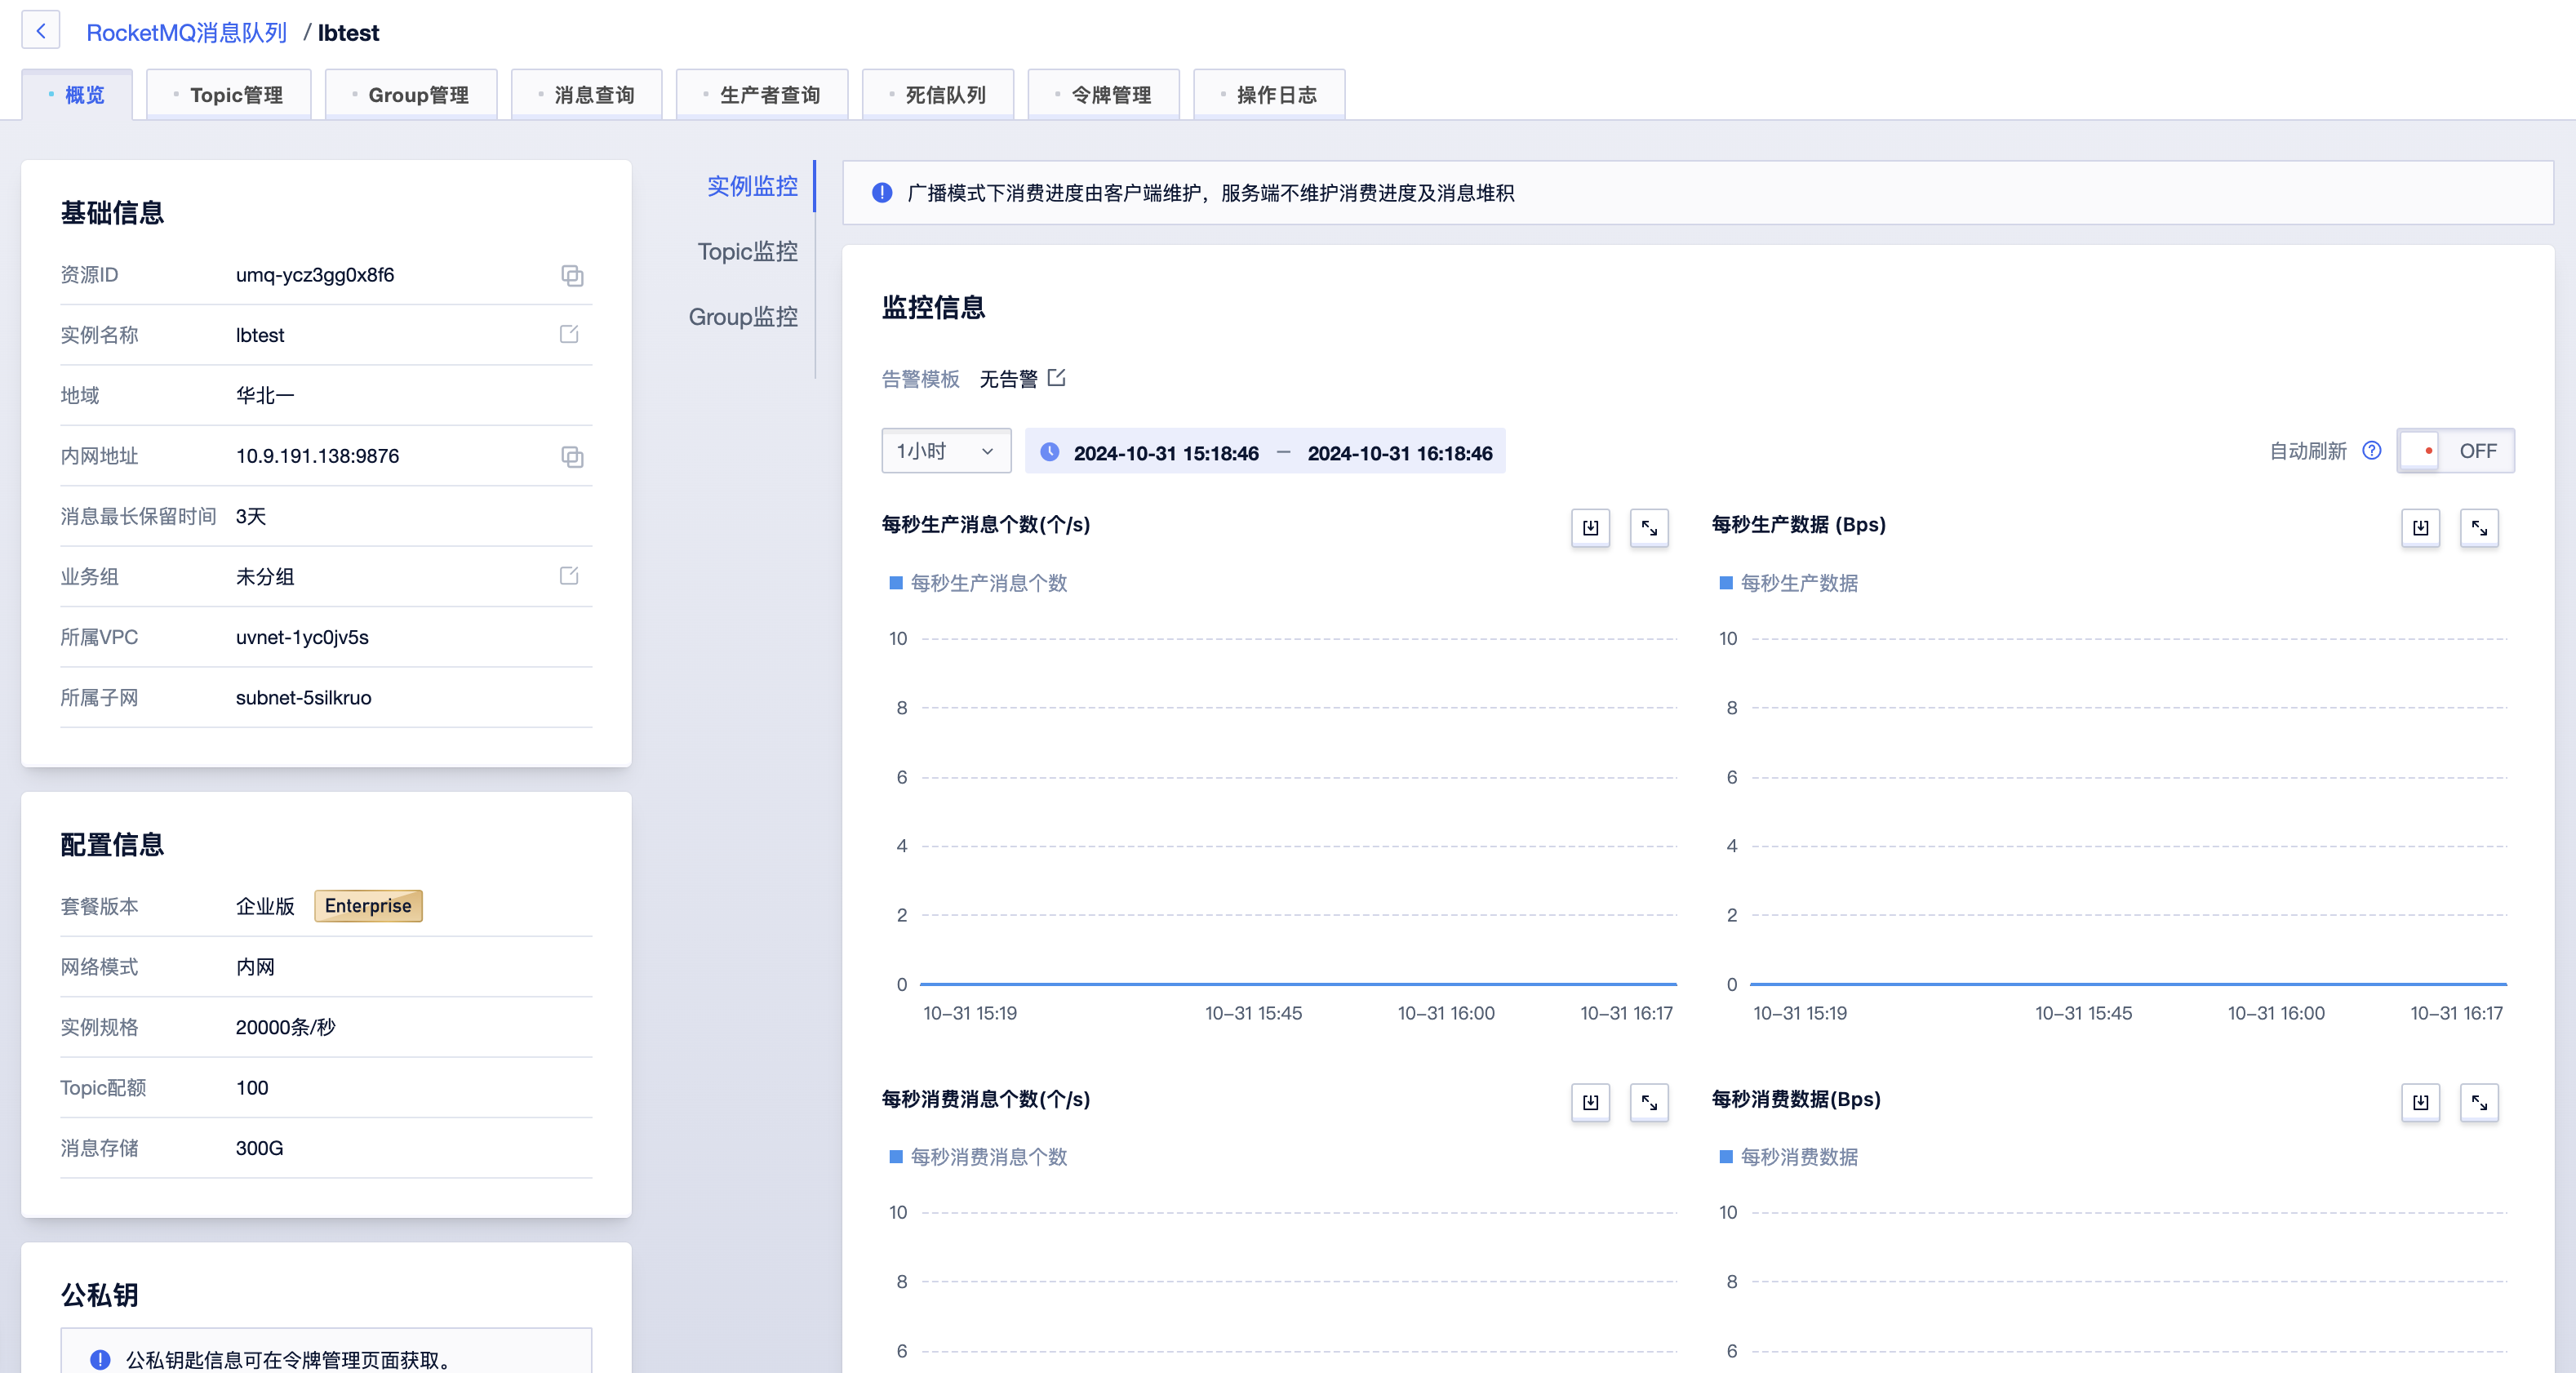 RocketMQ消息队列 / lbtest
概览
Topic管理
Group管理
消息查询
生产者查询
死信队列
令牌管理
操作日志
基础信息
资源ID umq-ycz3gg0x8f6
实例名称 lbtest
地域 华北一
内网地址 10.9.191.138:9876
消息最长保留时间 3天
业务组 未分组
所属VPC uvnet-1yc0jv5s
所属子网 subnet-5silkruo
配置信息
套餐版本 企业版 Enterprise
网络模式 内网
实例规格 20000条/秒
Topic配额 100
消息存储 300G
公私钥
公私钥匙信息可在令牌管理页面获取。
实例监控
Topic监控
Group监控
广播模式下消费进度由客户端维护，服务端不维护消费进度及消息堆积
监控信息
告警模板 无告警
1小时 2024-10-31 15:18:46 – 2024-10-31 16:18:46
自动刷新 OFF
每秒生产消息个数(个/s)
每秒生产消息个数
10
8
6
4
2
0
10-31 15:19 10-31 15:45 10-31 16:00 10-31 16:17
每秒生产数据 (Bps)
每秒生产数据
10
8
6
4
2
0
10-31 15:19 10-31 15:45 10-31 16:00 10-31 16:17
每秒消费消息个数(个/s)
每秒消费消息个数
10
8
6
每秒消费数据(Bps)
每秒消费数据
10
8
6